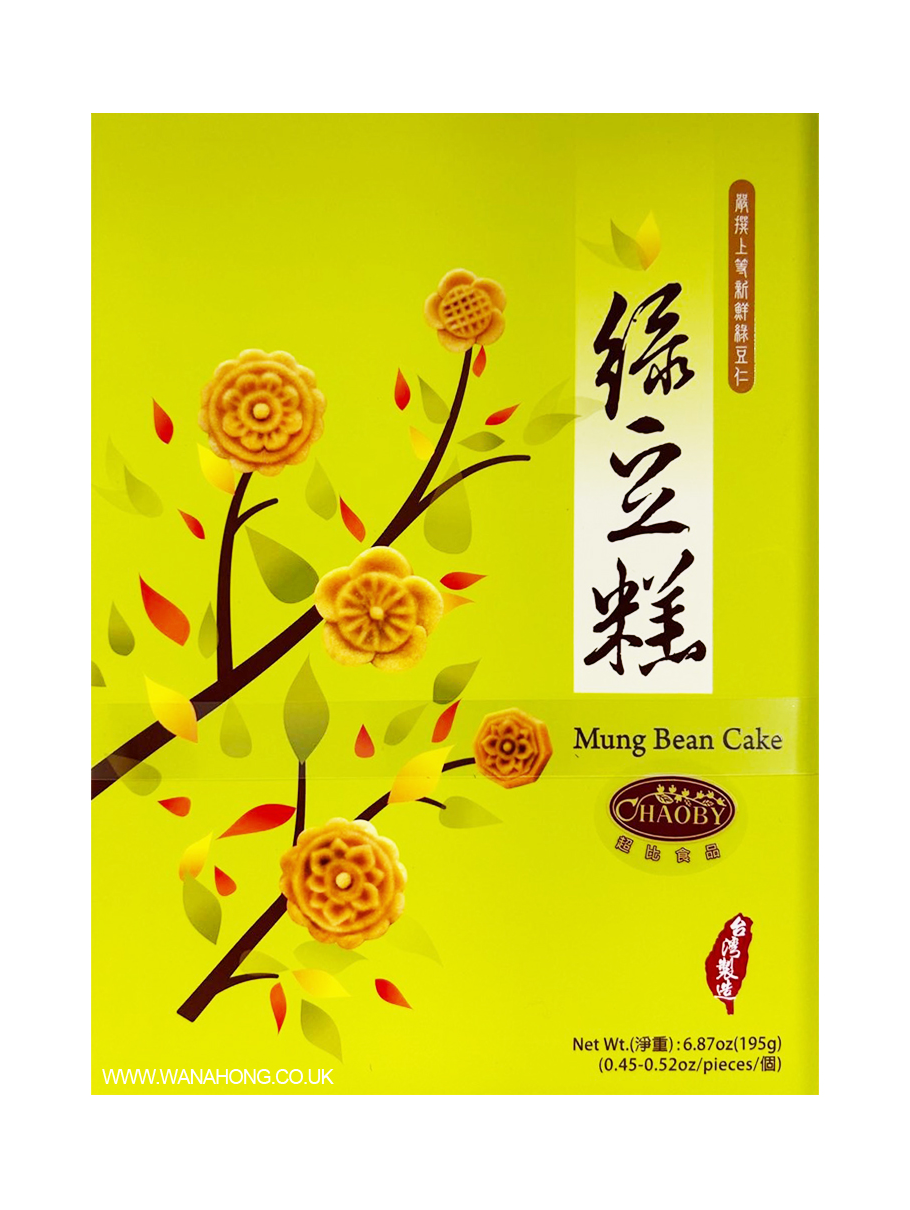 嚴撰上等新鮮綠豆仁
綠豆糕
Mung Bean Cake
CHAOBY
超比食品
台灣製造
Net Wt.(淨重):6.87oz(195g)
(0.45-0.52oz/pieces/個)
WWW.WANAHONG.CO.UK